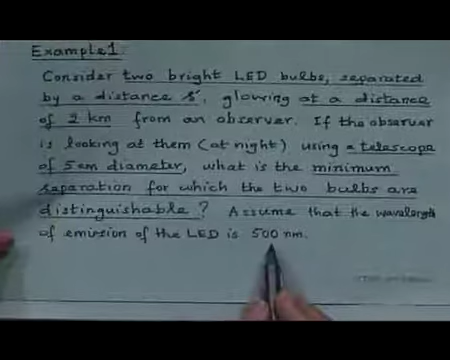 Example 1.
Consider two bright LED bulbs, separated
by a distance 's', glowing at a distance
of 2 km from an observer. If the observer
is looking at them (at night) using a telescope
of 5 cm diameter, what is the minimum
separation for which the two bulbs are
distinguishable? Assume that the wavelength
of emission of the LED is 500 nm.